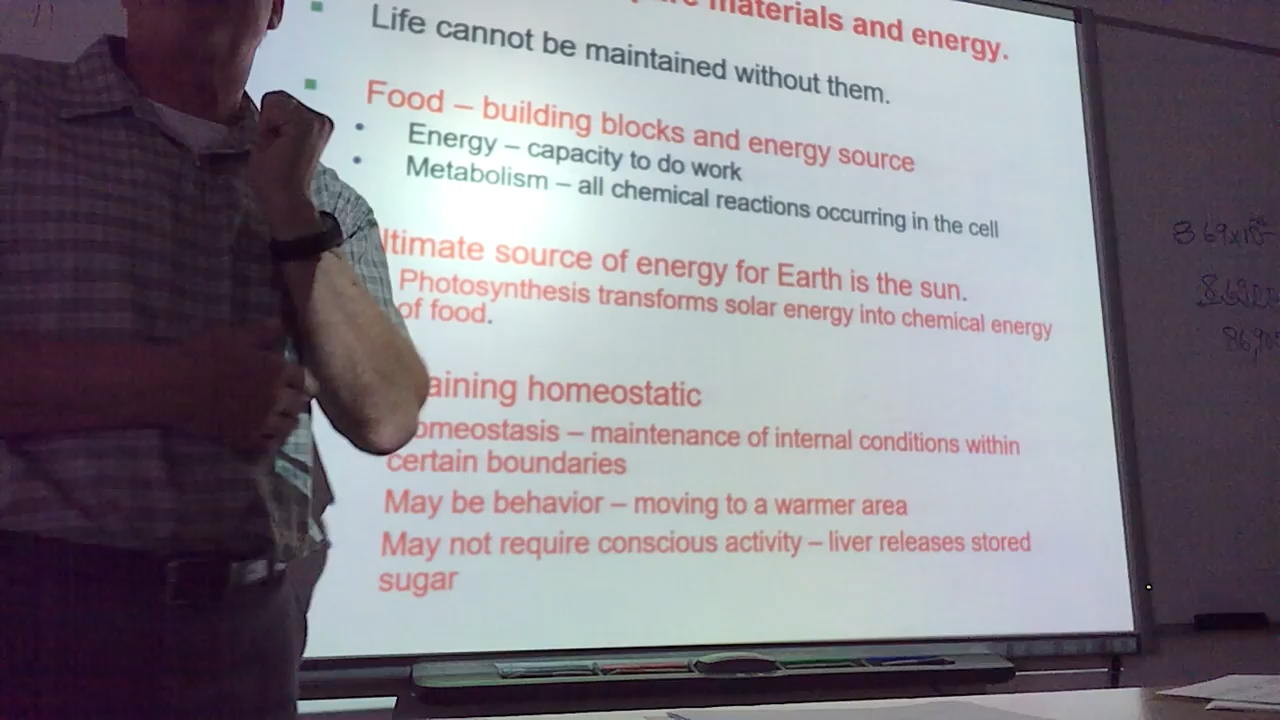 materials and energy.
Life cannot be maintained without them.
Food – building blocks and energy source
Energy – capacity to do work
Metabolism – all chemical reactions occurring in the cell
ltimate source of energy for Earth is the sun.
Photosynthesis transforms solar energy into chemical energy
of food.
aining homeostatic
omeostasis – maintenance of internal conditions within
certain boundaries
May be behavior – moving to a warmer area
May not require conscious activity – liver releases stored
sugar